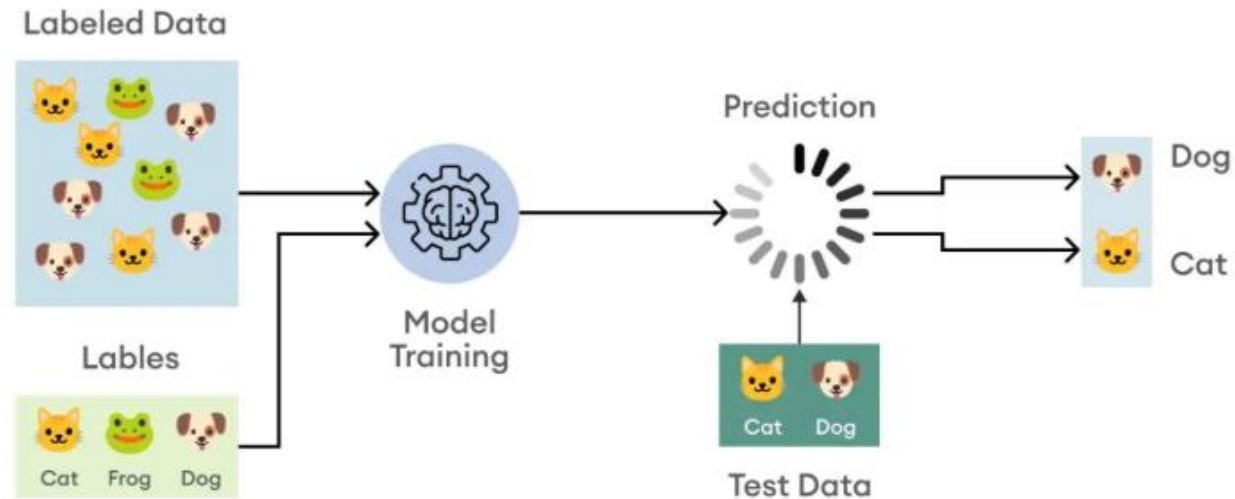 Labeled Data
Lables
Cat Frog Dog
Model
Training
Prediction
Cat Dog
Test Data
Dog
Cat